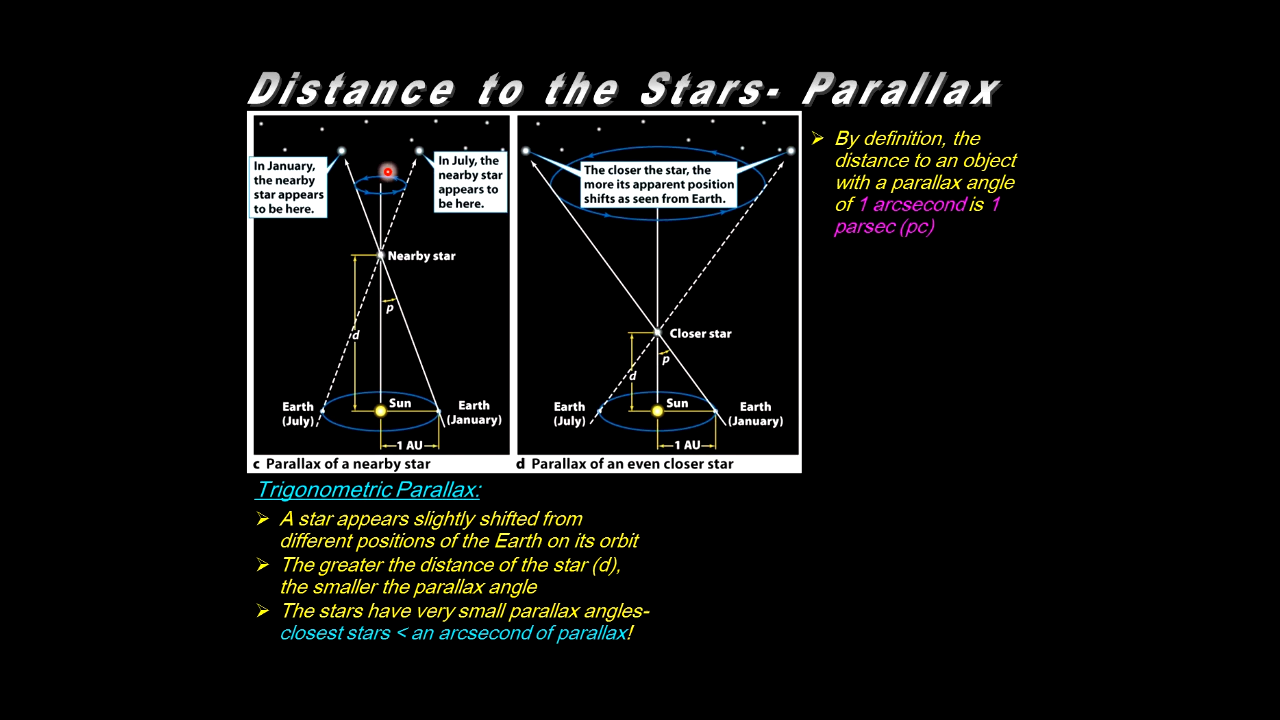 Distance to the Stars- Parallax
In January,
the nearby
star appears
to be here.
In July, the
nearby star
appears to
be here.
Nearby star
p
d
Sun
Earth
(July)
Earth
(January)
1 AU
c Parallax of a nearby star
The closer the star, the
more its apparent position
shifts as seen from Earth.
Closer star
p
d
Sun
Earth
(July)
Earth
(January)
1 AU
d Parallax of an even closer star
By definition, the
distance to an object
with a parallax angle
of 1 arcsecond is 1
parsec (pc)
Trigonometric Parallax:
A star appears slightly shifted from
different positions of the Earth on its orbit
The greater the distance of the star (d),
the smaller the parallax angle
The stars have very small parallax angles-
closest stars < an arcsecond of parallax!